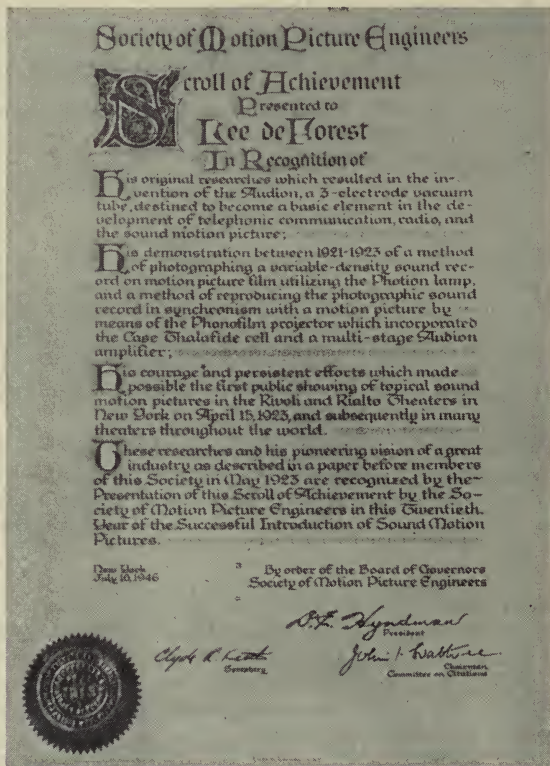 Society of Motion Picture Engineers
Scroll of Achievement
Presented to
Lee de Forest
In Recognition of
His original researches which resulted in the in-
vention of the Audion, a 3-electrode vacuum
tube, destined to become a basic element in the de-
velopment of telephonic communication, radio, and
the sound motion picture;
His demonstration between 1921-1923 of a method
of photographing a variable-density sound rec-
ord on motion picture film utilizing the Photion lamp,
and a method of reproducing the photographic sound
record in synchronism with a motion picture by
means of the Phonofilm projector which incorporated
the Case Thalafide cell and a multi-stage Audion
amplifier;
His courage and persistent efforts which made
possible the first public showing of topical sound
motion pictures in the Rivoli and Rialto Theaters in
New York on April 15, 1923, and subsequently in many
theaters throughout the world.
These researches and his pioneering vision of a great
industry as described in a paper before members
of this Society in May 1923 are recognized by the
Presentation of this Scroll of Achievement by the So-
ciety of Motion Picture Engineers in this Twentieth
Year of the Successful Introduction of Sound Motion
Pictures.
New York
July 10, 1946
By order of the Board of Governors
Society of Motion Picture Engineers
D. E. Hyndman
President
Clyde R. Keith
Secretary
John I.
Chairman
Committee on Citations